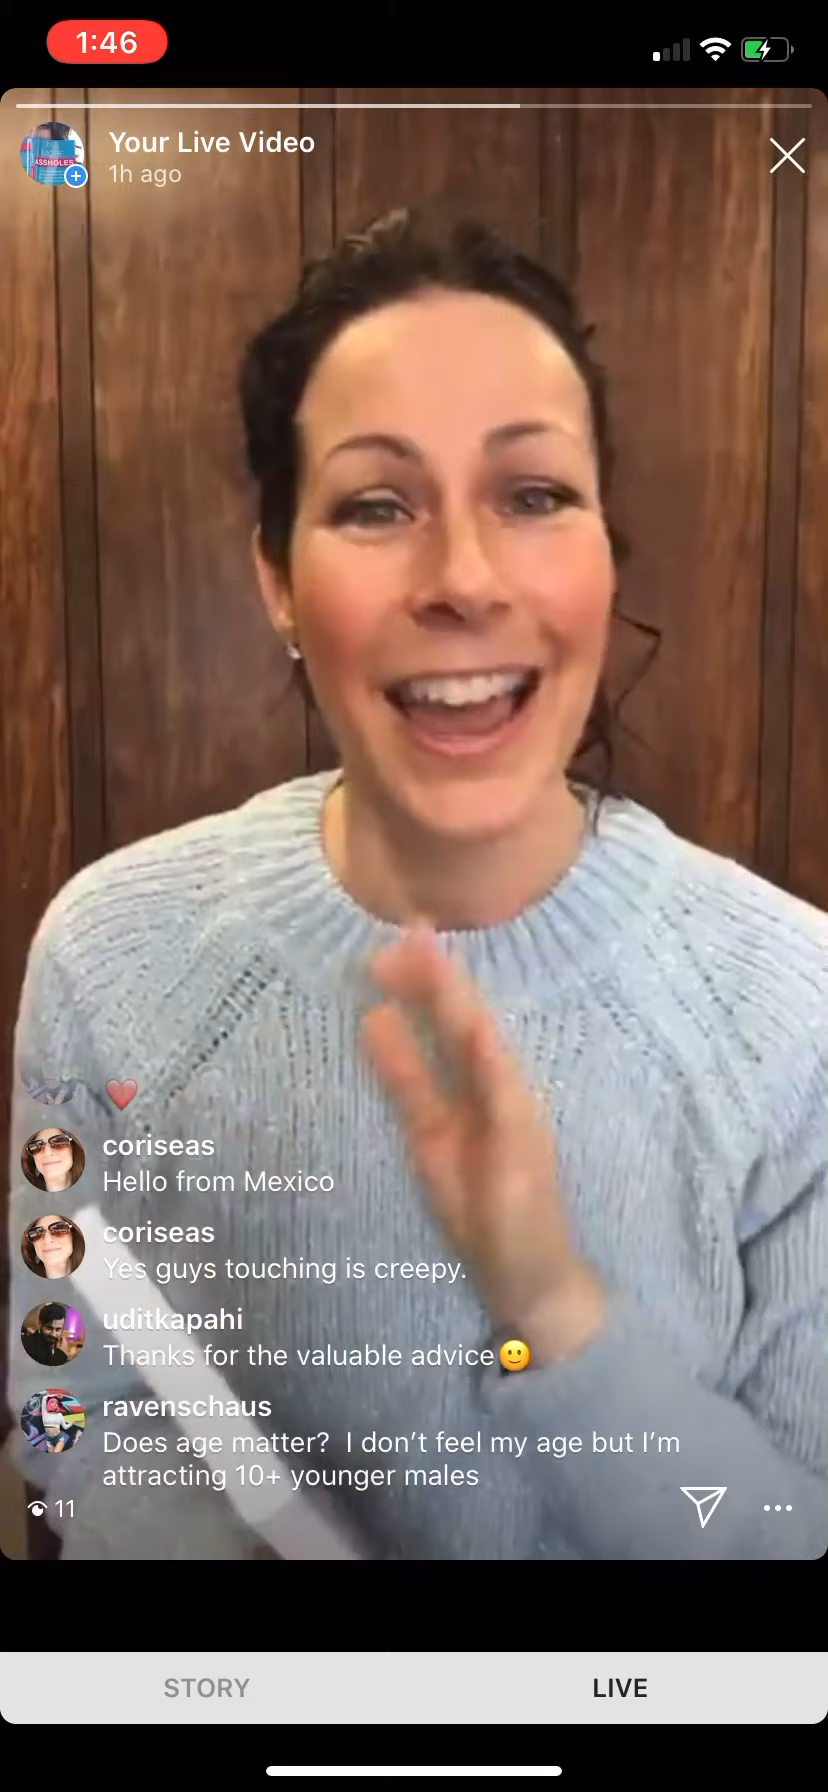 1:46
Your Live Video
1h ago
ASSHOLES
coriseas
Hello from Mexico
coriseas
Yes guys touching is creepy.
uditkapahi
Thanks for the valuable advice🙂
ravenschaus
Does age matter?  I don’t feel my age but I’m
attracting 10+ younger males
11
STORY
LIVE